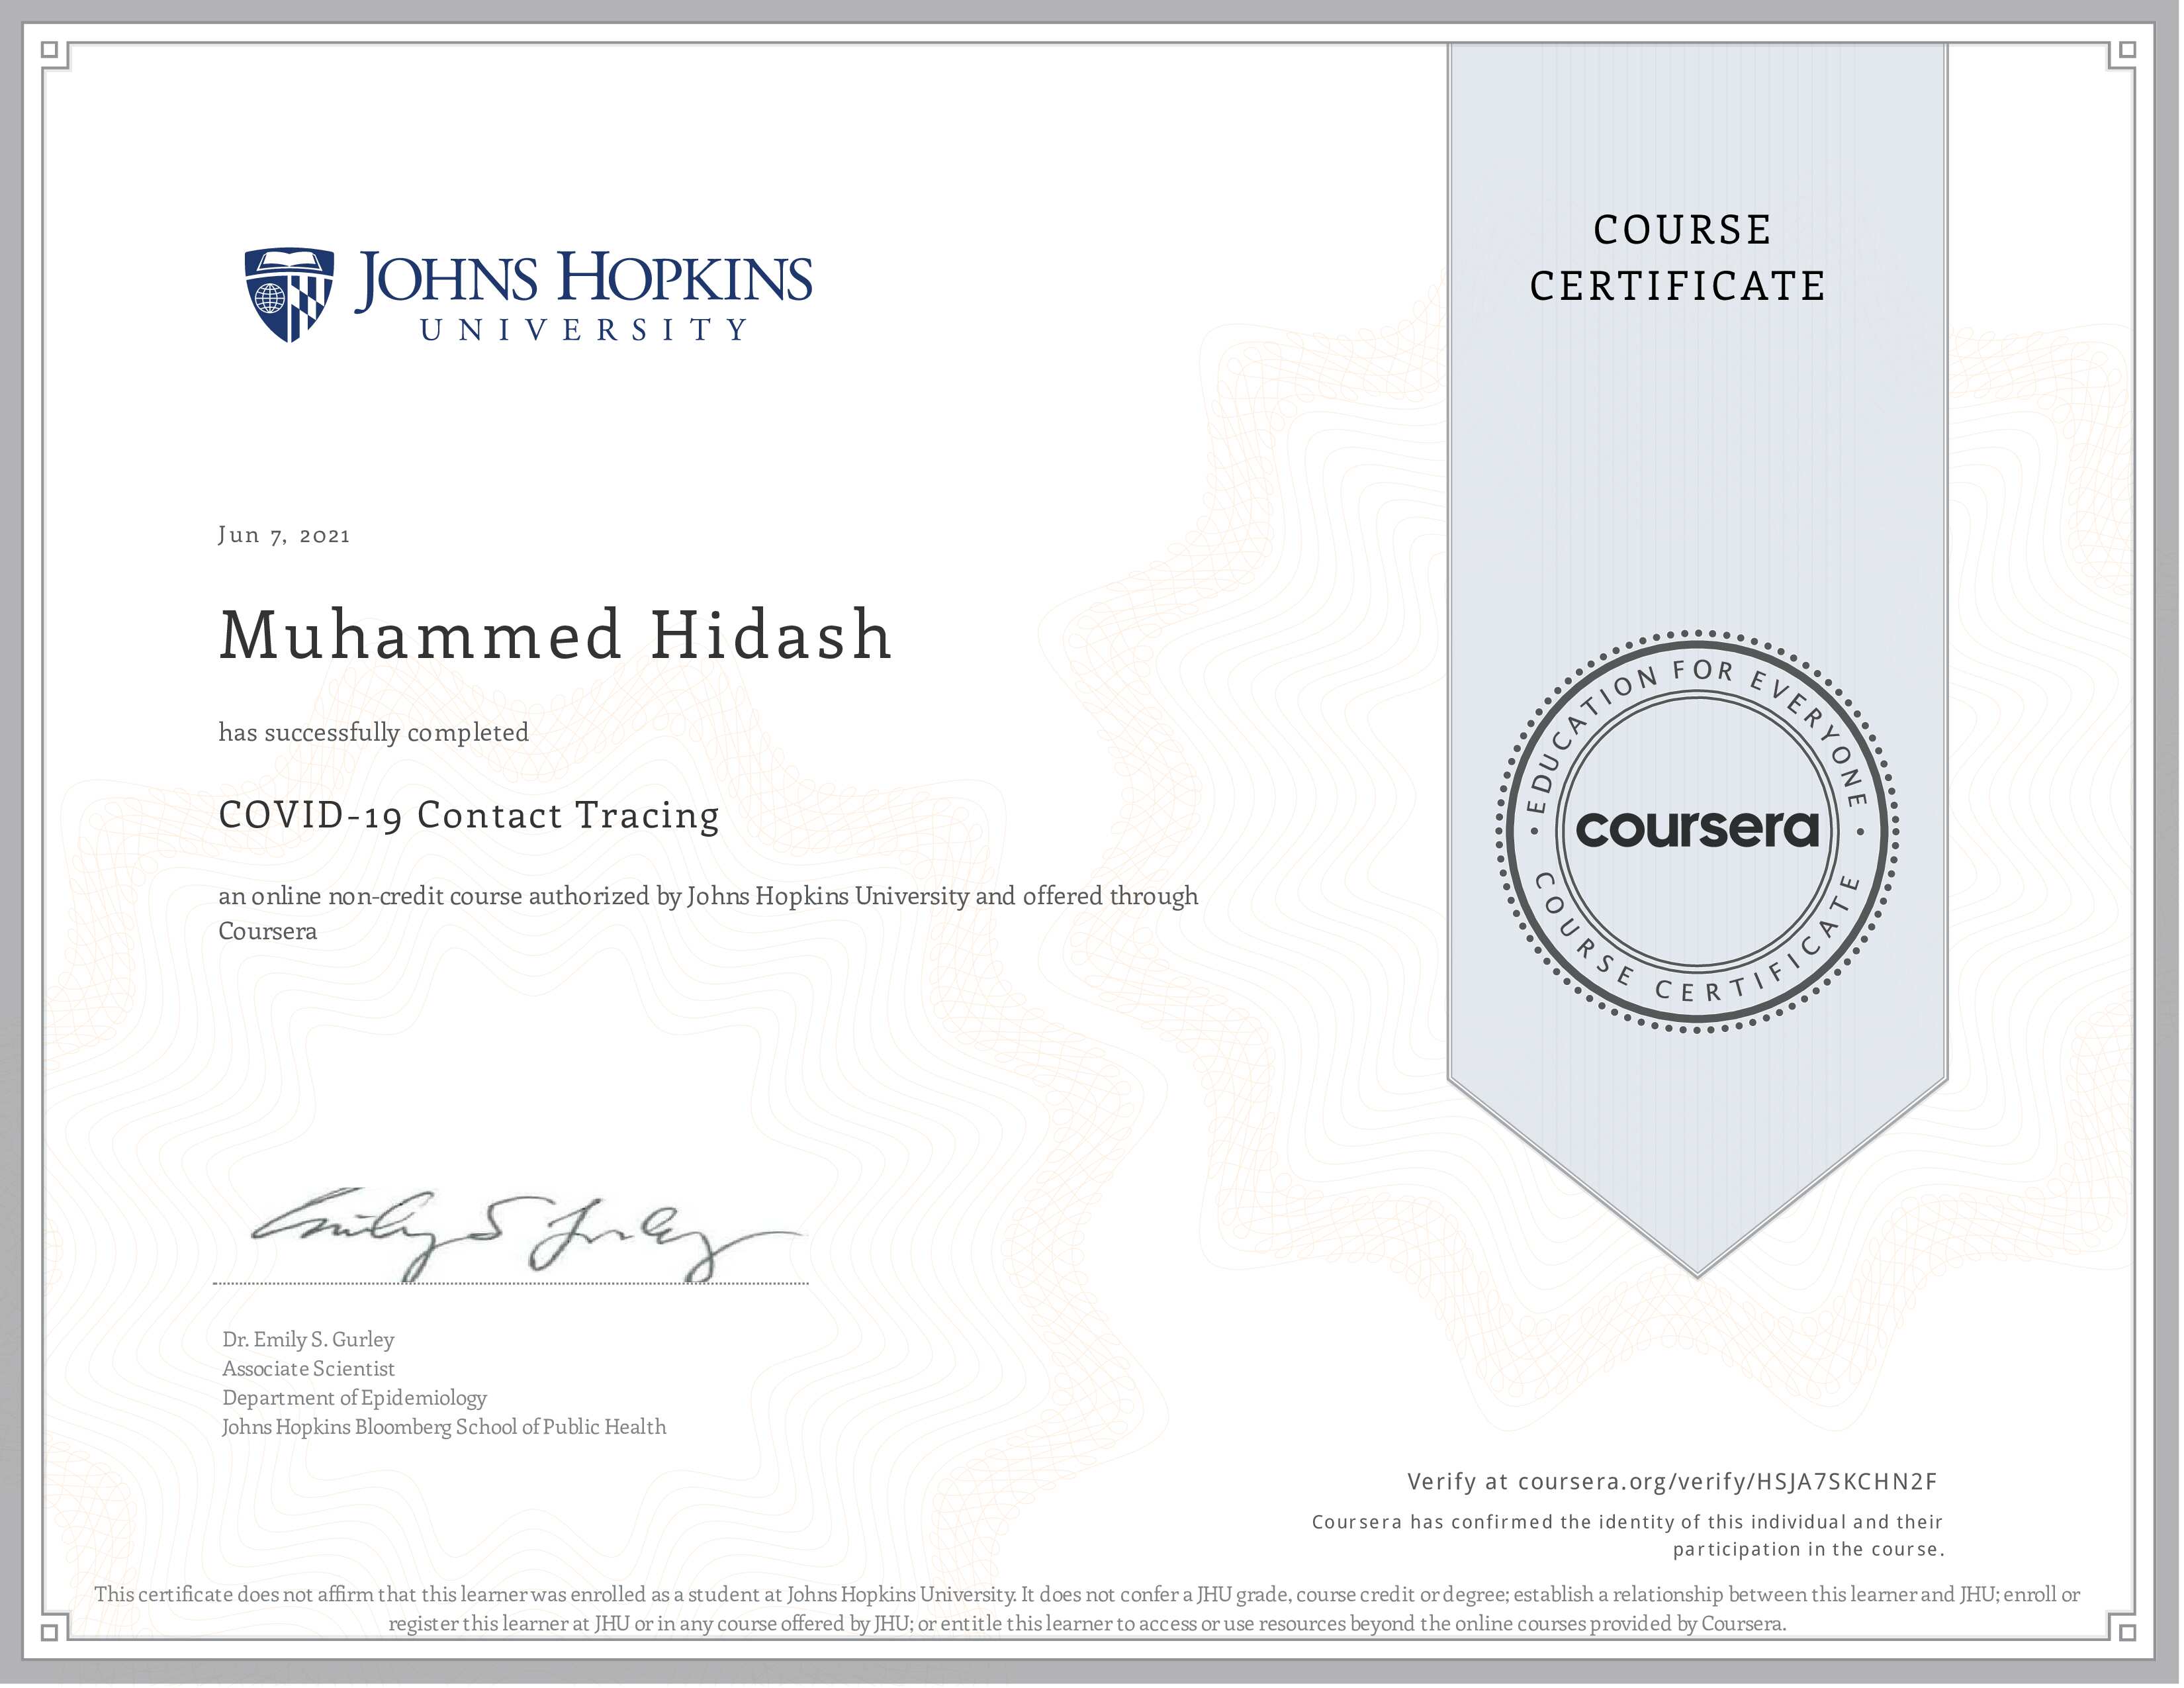 JOHNS HOPKINS
UNIVERSITY
COURSE
CERTIFICATE
Jun 7, 2021
Muhammed Hidash
has successfully completed
COVID-19 Contact Tracing
an online non-credit course authorized by Johns Hopkins University and offered through
Coursera
EDUCATION FOR EVERYONE
coursera
COURSE CERTIFICATE
Emily S Gurley
Dr. Emily S. Gurley
Associate Scientist
Department of Epidemiology
Johns Hopkins Bloomberg School of Public Health
Verify at coursera.org/verify/HSJA7SKCHN2F
Coursera has confirmed the identity of this individual and their
participation in the course.
This certificate does not affirm that this learner was enrolled as a student at Johns Hopkins University. It does not confer a JHU grade, course credit or degree; establish a relationship between this learner and JHU; enroll or
register this learner at JHU or in any course offered by JHU; or entitle this learner to access or use resources beyond the online courses provided by Coursera.